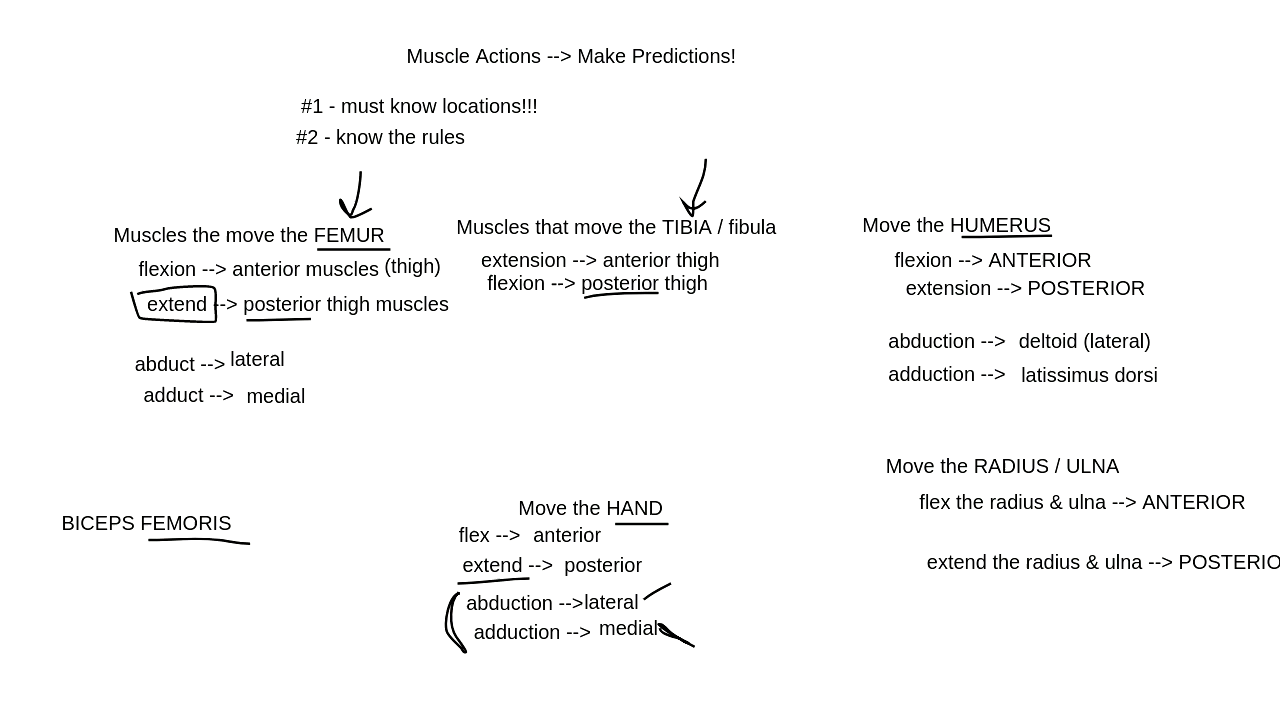 Muscle Actions --> Make Predictions!
#1 - must know locations!!!
#2 - know the rules
Muscles the move the FEMUR
flexion --> anterior muscles (thigh)
extend --> posterior thigh muscles
abduct --> lateral
adduct --> medial
Muscles that move the TIBIA / fibula
extension --> anterior thigh
flexion --> posterior thigh
Move the HUMERUS
flexion --> ANTERIOR
extension --> POSTERIOR
abduction --> deltoid (lateral)
adduction --> latissimus dorsi
BICEPS FEMORIS
Move the HAND
flex --> anterior
extend --> posterior
abduction -->lateral
adduction --> medial
Move the RADIUS / ULNA
flex the radius & ulna --> ANTERIOR
extend the radius & ulna --> POSTERIO